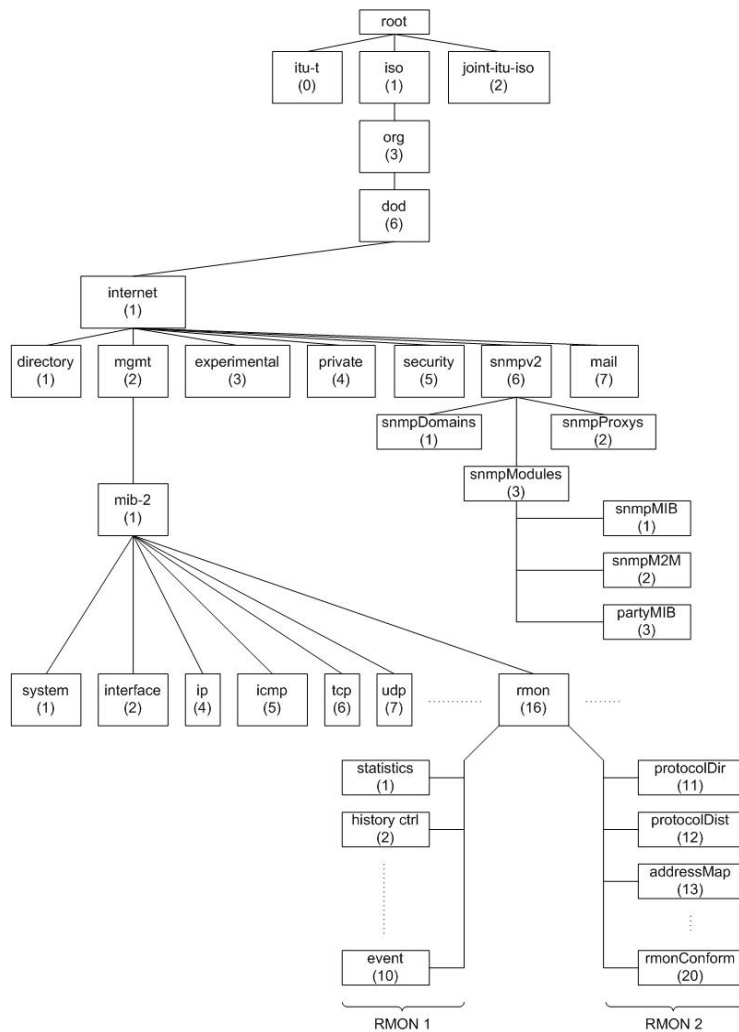 root
itu-t
(0)
iso
(1)
joint-itu-iso
(2)
org
(3)
dod
(6)
internet
(1)
directory
(1)
mgmt
(2)
experimental
(3)
private
(4)
security
(5)
snmpv2
(6)
mail
(7)
snmpDomains
(1)
snmpProxys
(2)
snmpModules
(3)
mib-2
(1)
snmpMIB
(1)
snmpM2M
(2)
partyMIB
(3)
system
(1)
interface
(2)
ip
(4)
icmp
(5)
tcp
(6)
udp
(7)
rmon
(16)
statistics
(1)
history ctrl
(2)
event
(10)
RMON 1
protocolDir
(11)
protocolDist
(12)
addressMap
(13)
rmonConform
(20)
RMON 2